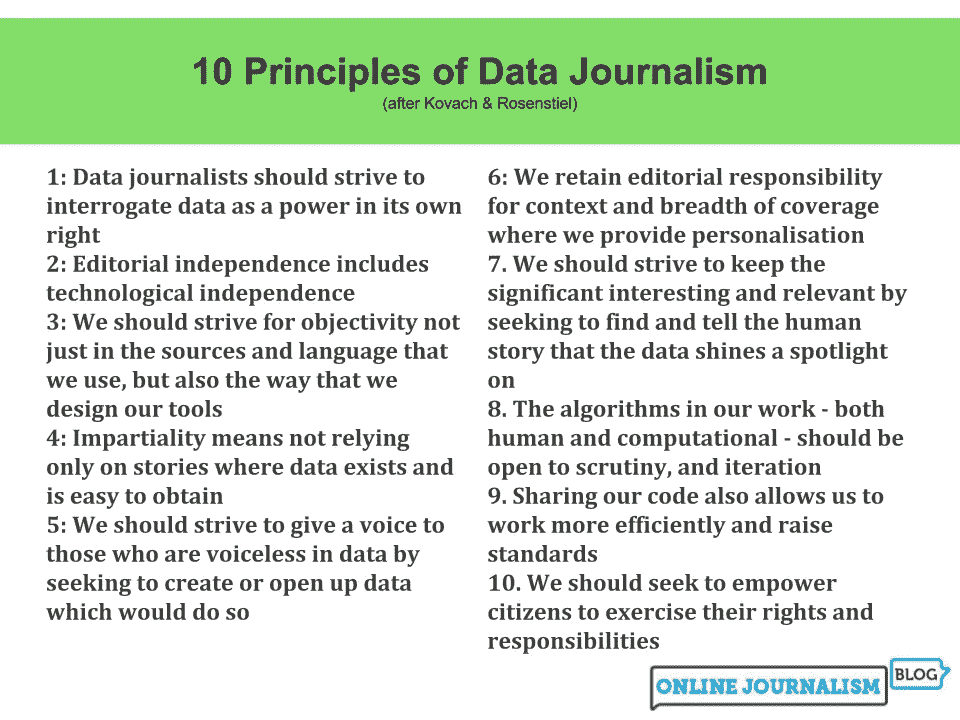 10 Principles of Data Journalism
(after Kovach & Rosenstiel)
1: Data journalists should strive to
interrogate data as a power in its own
right
2: Editorial independence includes
technological independence
3: We should strive for objectivity not
just in the sources and language that
we use, but also the way that we
design our tools
4: Impartiality means not relying
only on stories where data exists and
is easy to obtain
5: We should strive to give a voice to
those who are voiceless in data by
seeking to create or open up data
which would do so
6: We retain editorial responsibility
for context and breadth of coverage
where we provide personalisation
7. We should strive to keep the
significant interesting and relevant by
seeking to find and tell the human
story that the data shines a spotlight
on
8. The algorithms in our work - both
human and computational - should be
open to scrutiny, and iteration
9. Sharing our code also allows us to
work more efficiently and raise
standards
10. We should seek to empower
citizens to exercise their rights and
responsibilities
ONLINE JOURNALISM BLOG